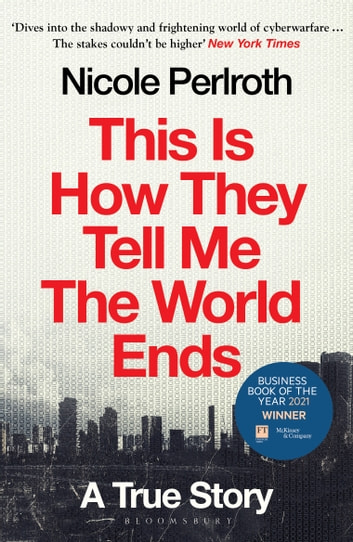 ‘Dives into the shadowy and frightening world of cyberwarfare ...
The stakes couldn’t be higher’ New York Times
Nicole Perlroth
This Is
How They
Tell Me
The World
Ends
BUSINESS
BOOK OF THE
YEAR 2021
WINNER
FT
McKinsey
& Company
A True Story
BLOOMSBURY